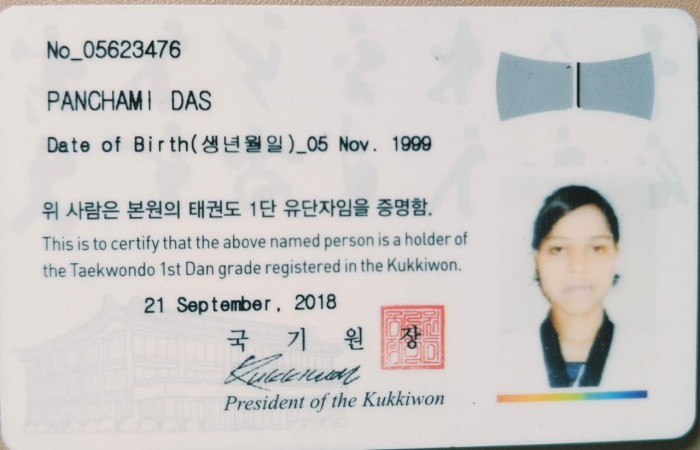 No_05623476
PANCHAMI DAS
Date of Birth(생년월일)_05 Nov. 1999
위 사람은 본원의 태권도 1단 유단자임을 증명함.
This is to certify that the above named person is a holder of
the Taekwondo 1st Dan grade registered in the Kukkiwon.
21 September, 2018
국 기 원 장
Kukkiwon
President of the Kukkiwon